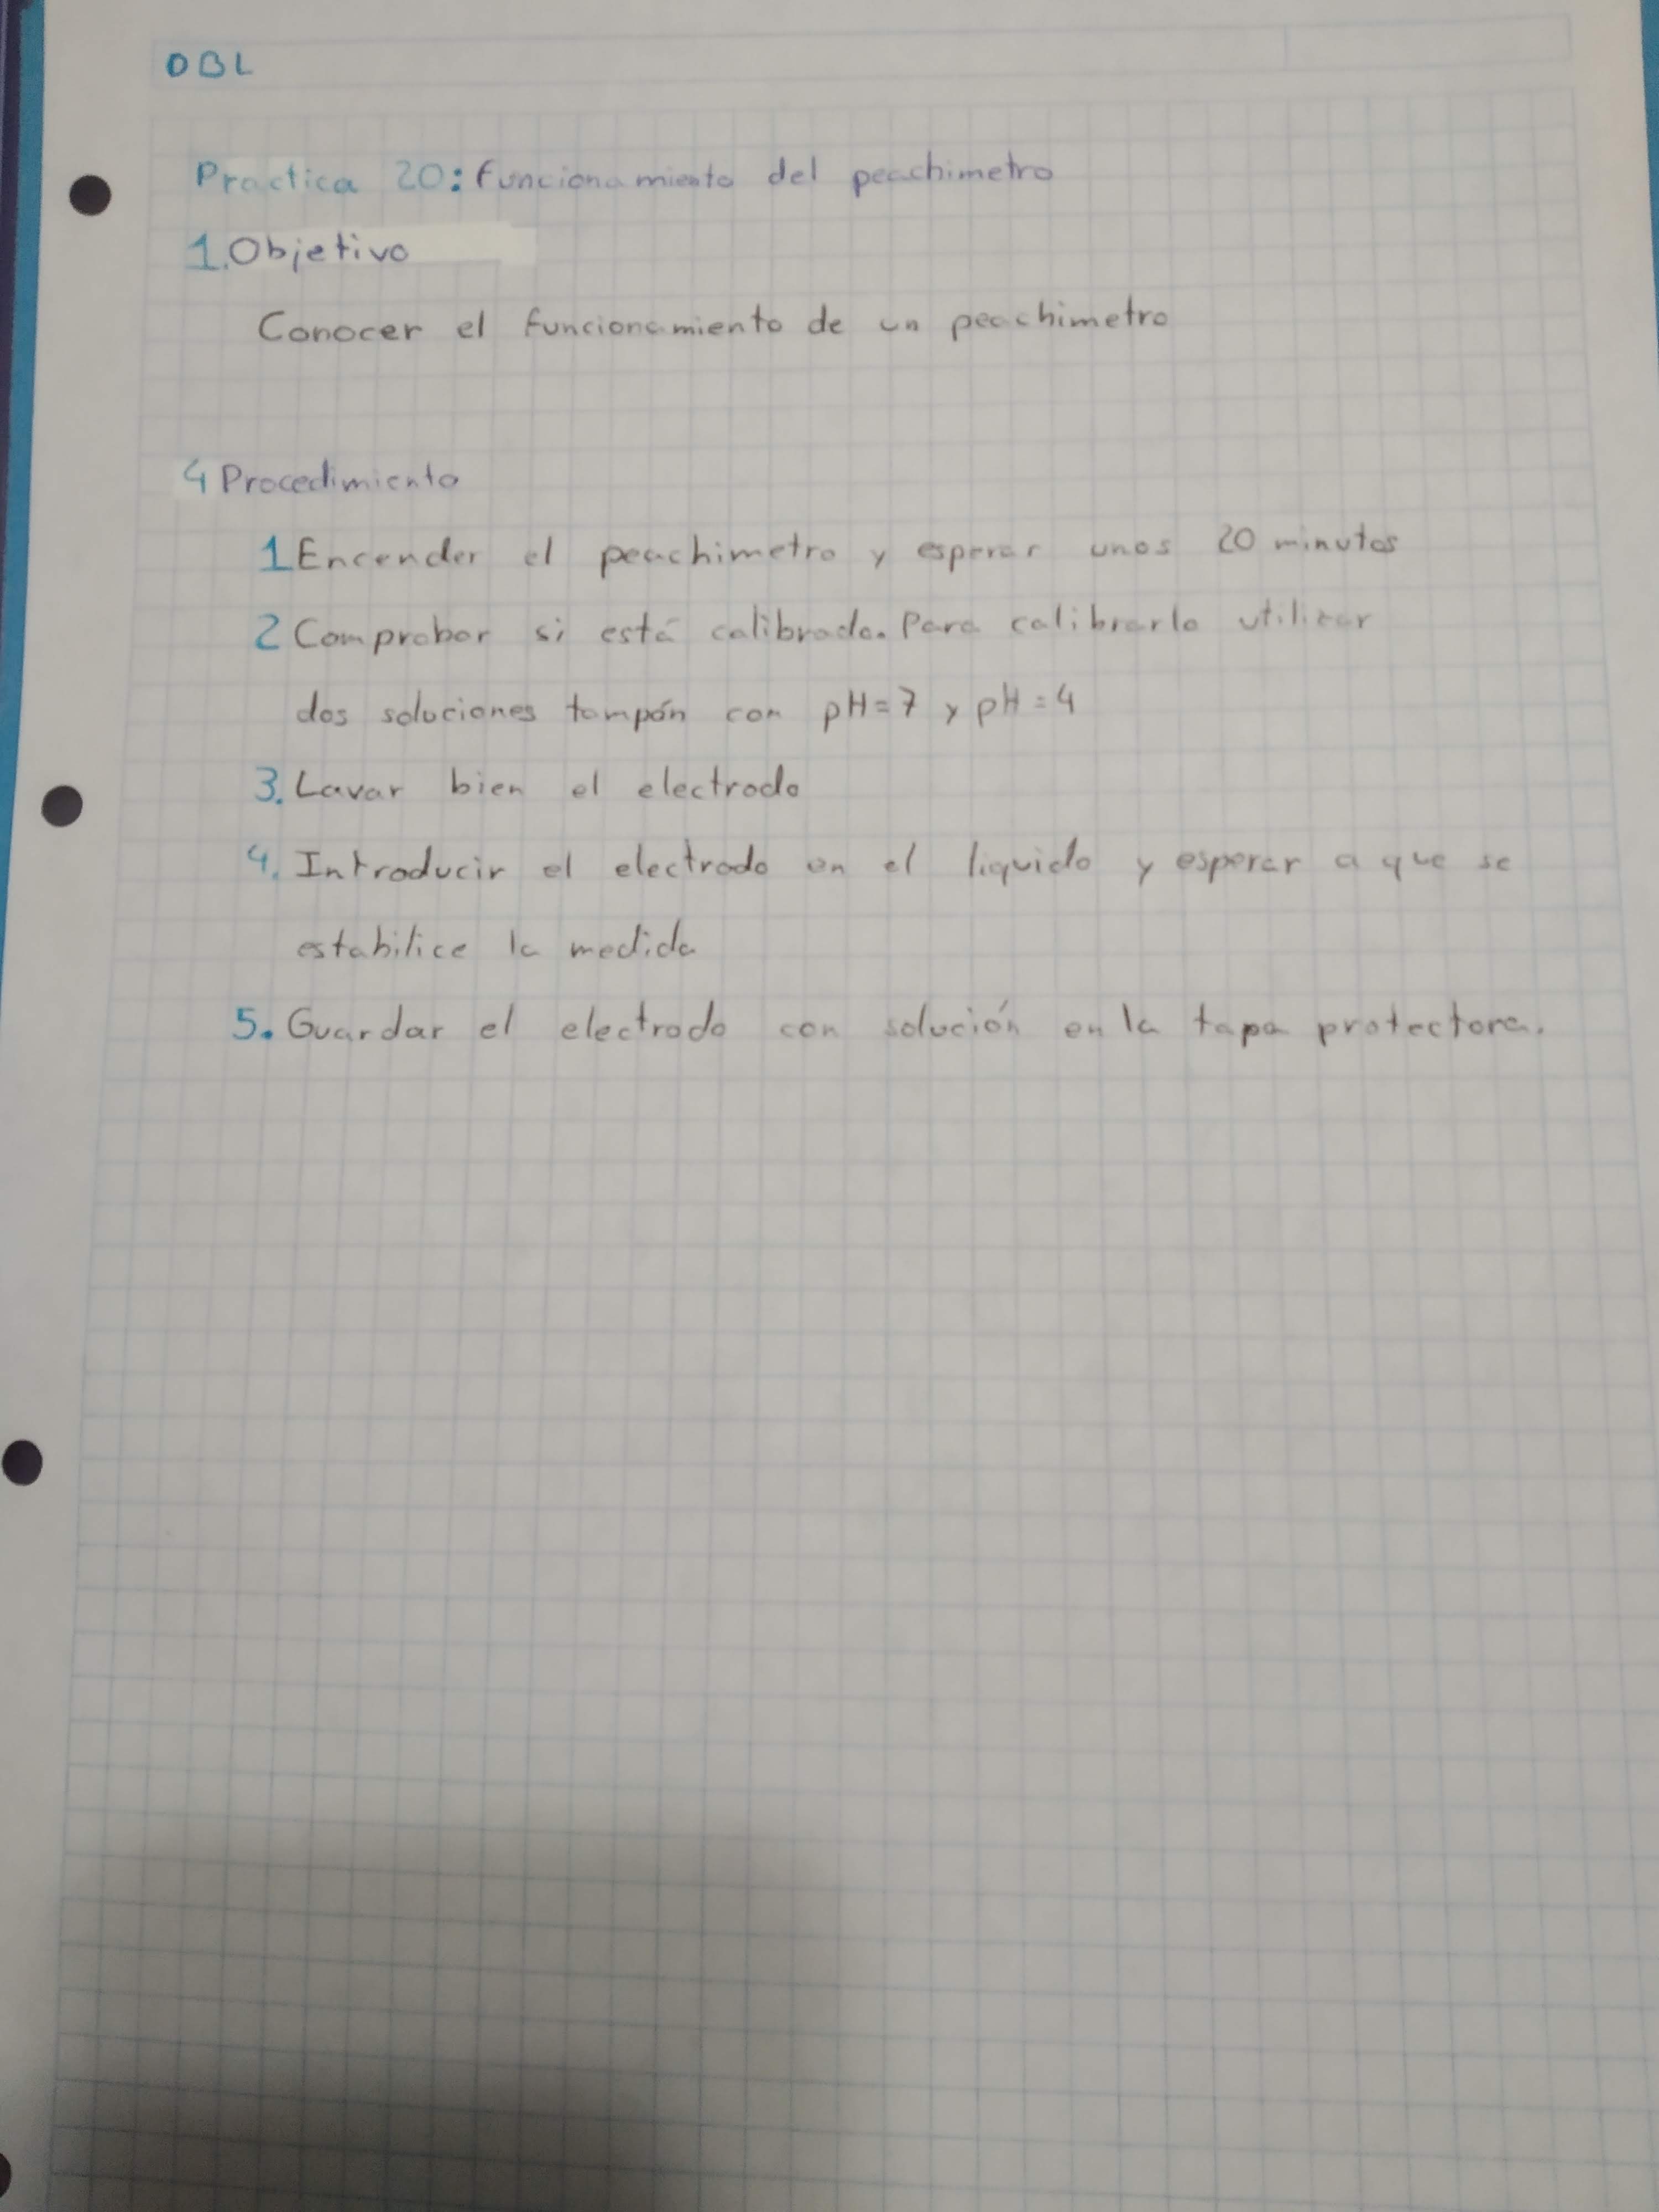 OBL
Practica 20: funcionamiento del peachimetro
1.Objetivo
Conocer el funcionamiento de un peachimetro
4 Procedimiento
1 Encender el peachimetro y esperar unos 20 minutos
2 Comprobar si está calibrado. Para calibrarlo utilizar
dos soluciones tampón con pH=7 y pH=4
3. Lavar bien el electrodo
4. Introducir el electrodo en el liquido y esperar a que se
estabilice la medida
5. Guardar el electrodo con solución en la tapa protectora.